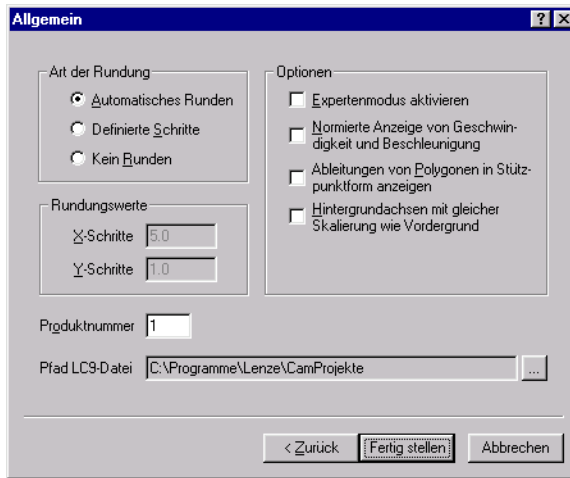 Allgemein
Art der Rundung
Automatisches Runden
Definierte Schritte
Kein Runden
Rundungswerte
X-Schritte 5.0
Y-Schritte 1.0
Optionen
Expertenmodus aktivieren
Normierte Anzeige von Geschwin-
digkeit und Beschleunigung
Ableitungen von Polygonen in Stütz-
punktform anzeigen
Hintergrundachsen mit gleicher
Skalierung wie Vordergrund
Produktnummer 1
Pfad LC9-Datei C:\Programme\Lenze\CamProjekte ...
< Zurück Fertig stellen Abbrechen